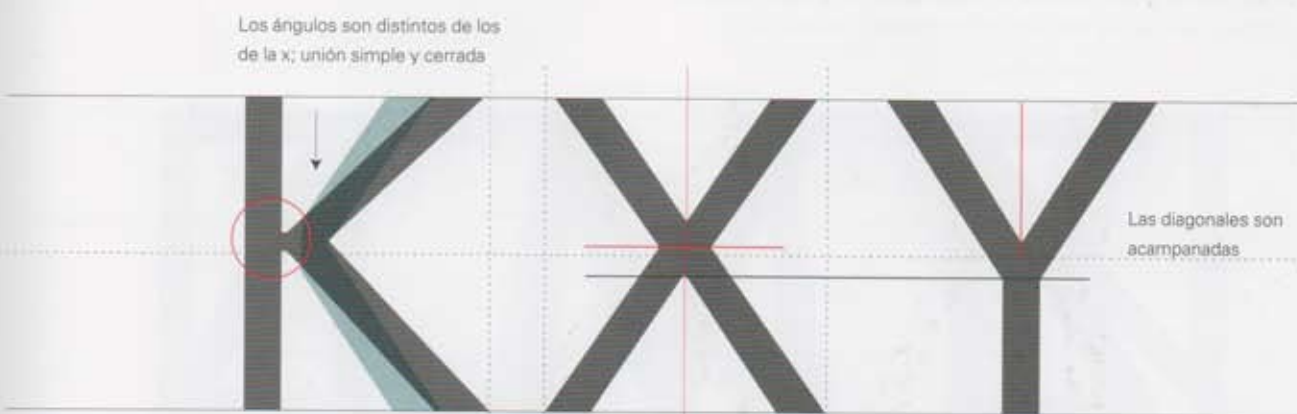 Los ángulos son distintos de los
de la x; unión simple y cerrada
K X Y
Las diagonales son
acampanadas